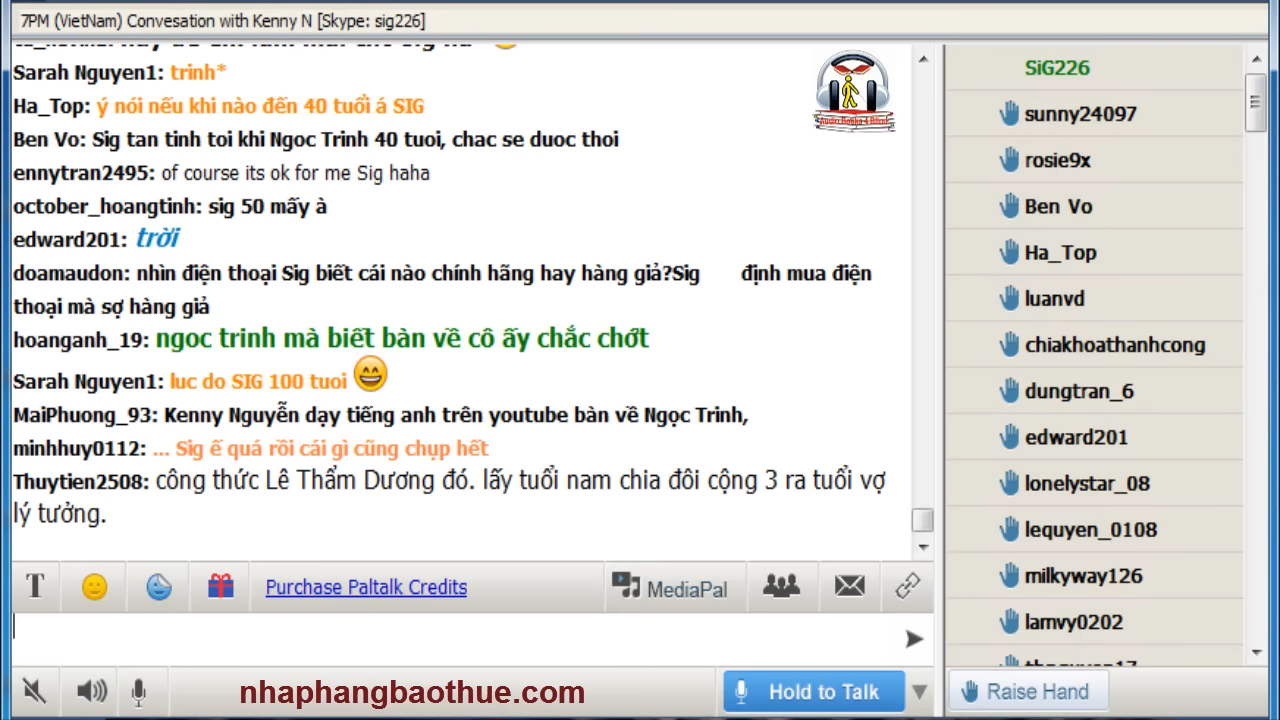 7PM (VietNam) Convesation with Kenny N [Skype: sig226]
Sarah Nguyen1: trinh*
Ha_Top: ý nói nếu khi nào đến 40 tuổi á SIG
Ben Vo: Sig tan tinh toi khi Ngoc Trinh 40 tuoi, chac se duoc thoi
ennytran2495: of course its ok for me Sig haha
october_hoangtinh: sig 50 mấy à
edward201: trời
doamaudon: nhìn điện thoại Sig biết cái nào chính hãng hay hàng giả?Sig định mua điện
thoại mà sợ hàng giả
hoanganh_19: ngoc trinh mà biết bàn về cô ấy chắc chớt
Sarah Nguyen1: luc do SIG 100 tuoi
MaiPhuong_93: Kenny Nguyễn dạy tiếng anh trên youtube bàn về Ngọc Trinh,
minhhuy0112: ... Sig ế quá rồi cái gì cũng chụp hết
Thuytien2508: công thức Lê Thẩm Dương đó. lấy tuổi nam chia đôi cộng 3 ra tuổi vợ
lý tưởng.
T
Purchase Paltalk Credits
MediaPal
nhaphangbaothue.com
Hold to Talk
SiG226
sunny24097
rosie9x
Ben Vo
Ha_Top
luanvd
chiakhoathanhcong
dungtran_6
edward201
lonelystar_08
lequyen_0108
milkyway126
lamvy0202
Raise Hand